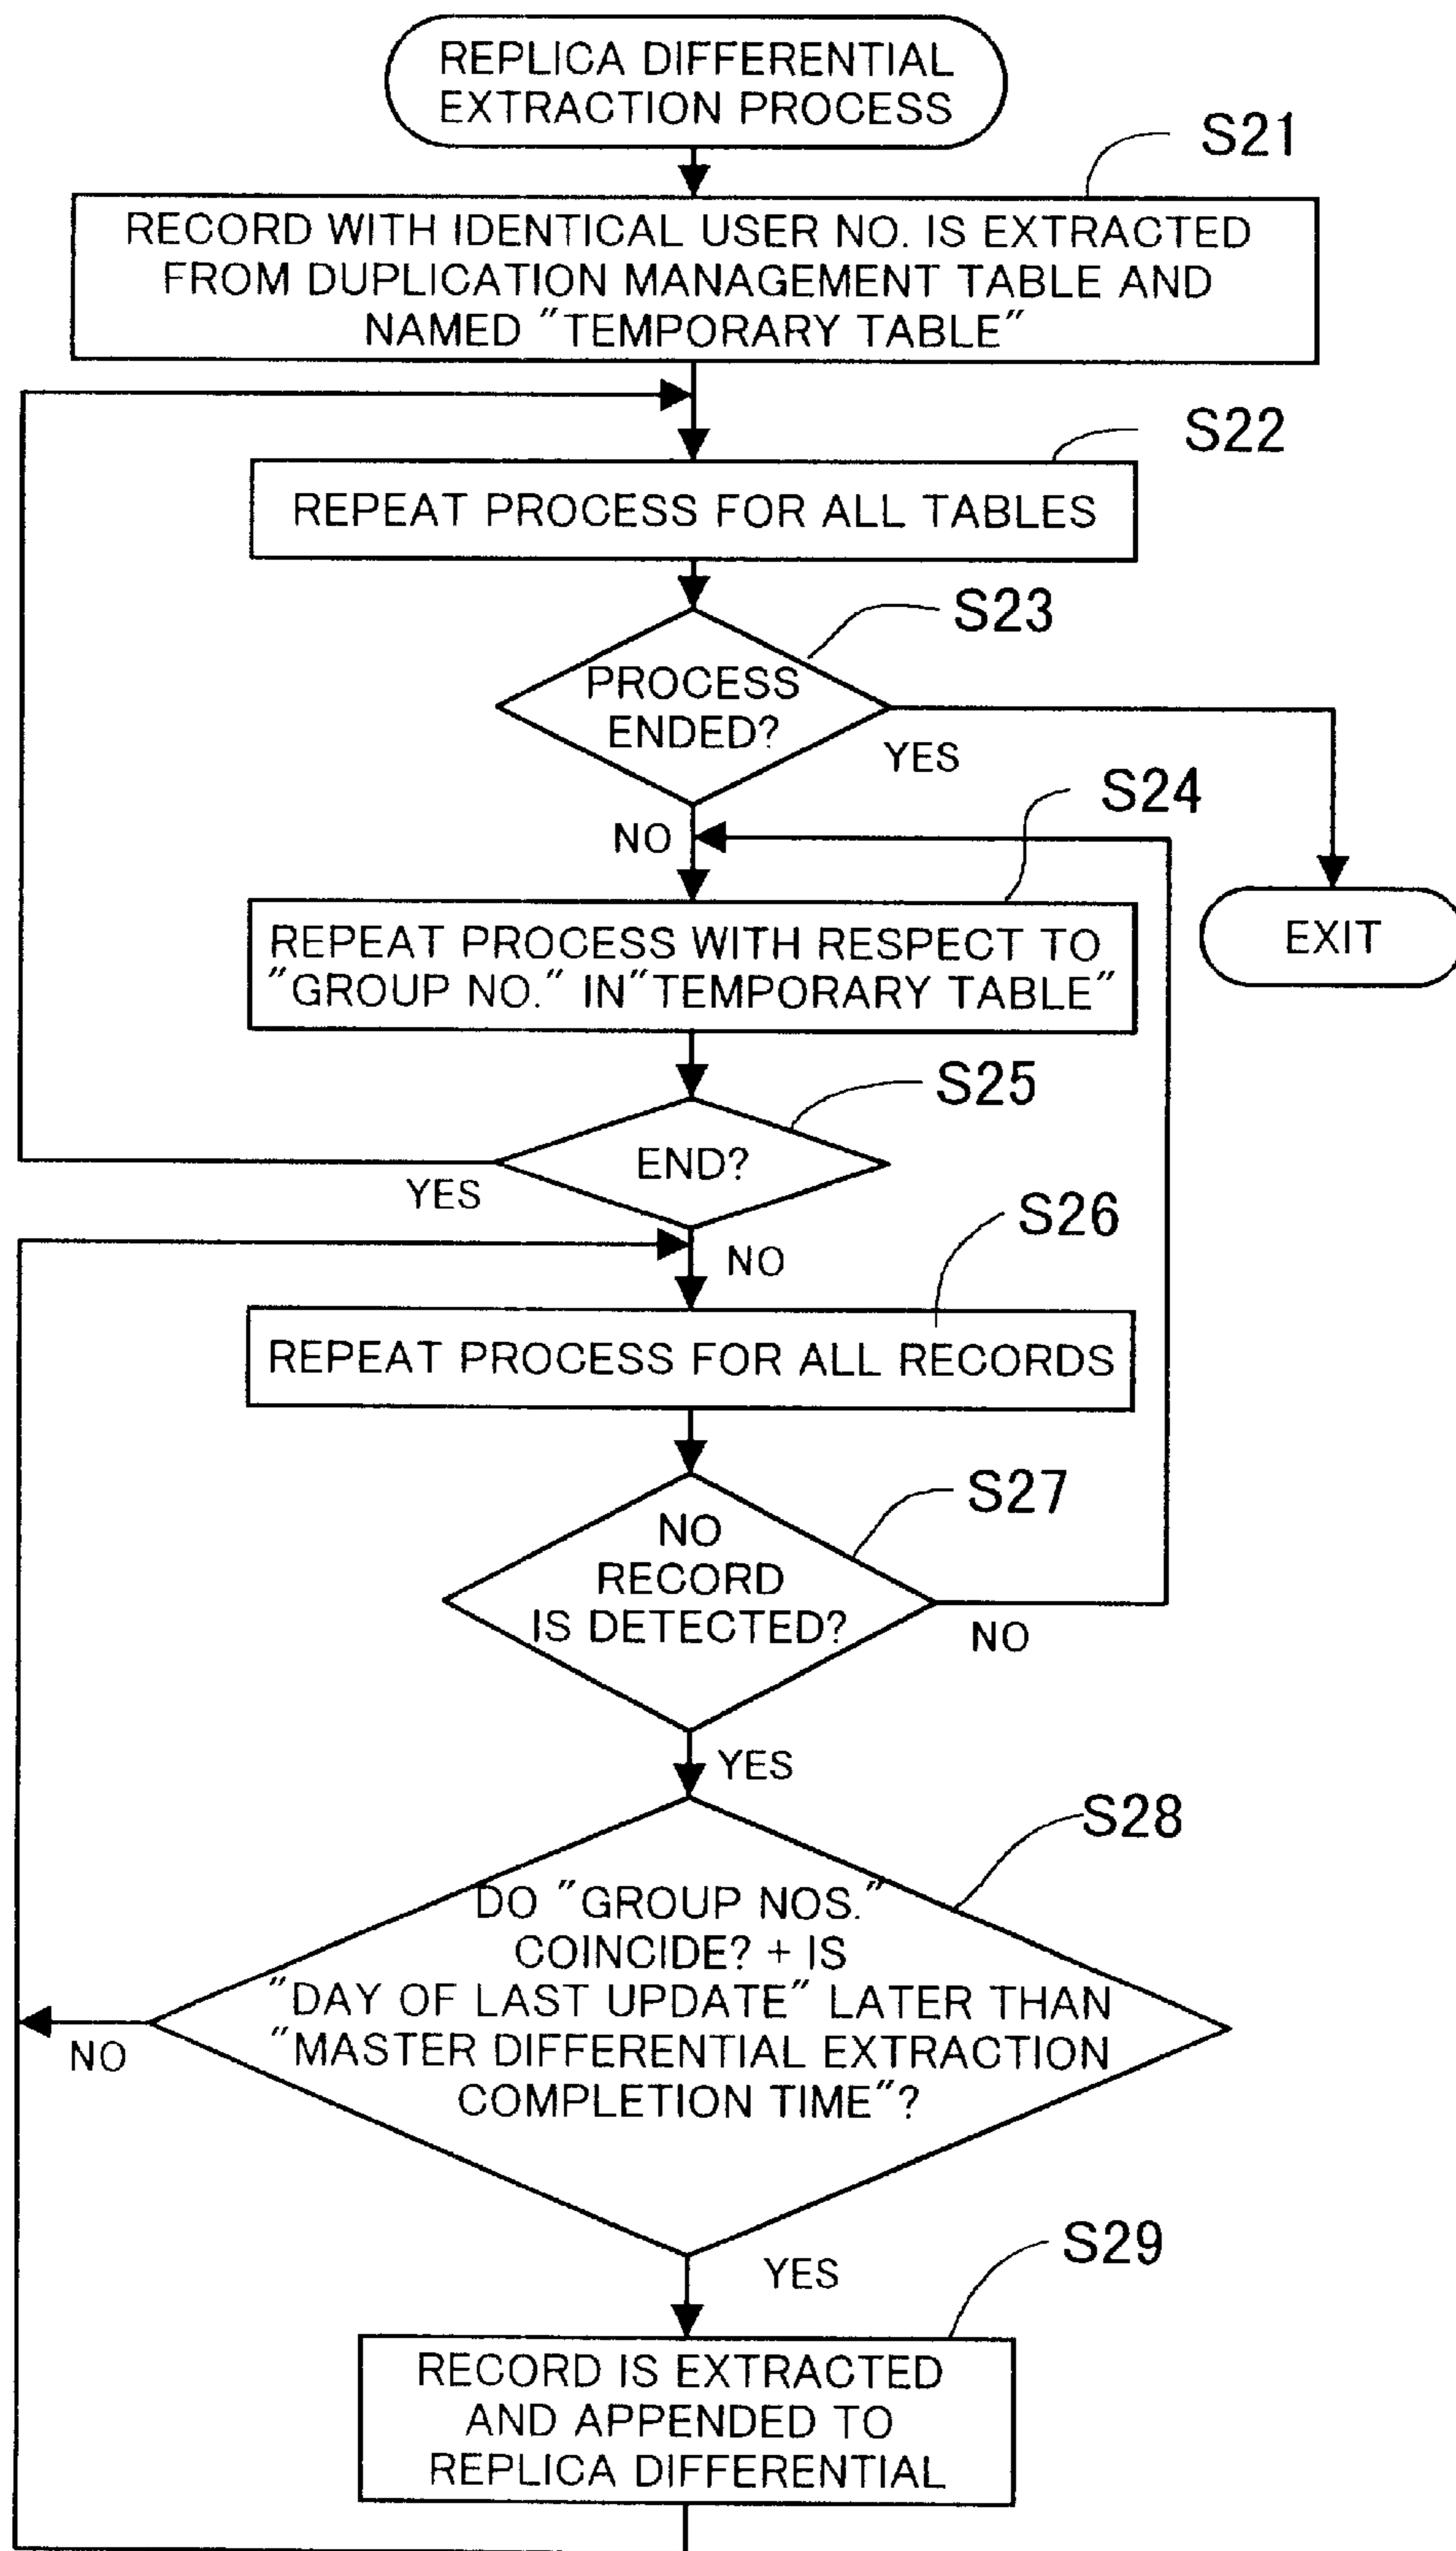 REPLICA DIFFERENTIAL
EXTRACTION PROCESS
S21
RECORD WITH IDENTICAL USER NO. IS EXTRACTED
FROM DUPLICATION MANAGEMENT TABLE AND
NAMED "TEMPORARY TABLE"
S22
REPEAT PROCESS FOR ALL TABLES
S23
PROCESS
ENDED?
YES
NO
S24
REPEAT PROCESS WITH RESPECT TO
"GROUP NO." IN"TEMPORARY TABLE"
EXIT
S25
END?
YES
NO
S26
REPEAT PROCESS FOR ALL RECORDS
S27
NO
RECORD
IS DETECTED?
NO
YES
S28
DO "GROUP NOS."
COINCIDE? + IS
"DAY OF LAST UPDATE" LATER THAN
"MASTER DIFFERENTIAL EXTRACTION
COMPLETION TIME"?
NO
YES
S29
RECORD IS EXTRACTED
AND APPENDED TO
REPLICA DIFFERENTIAL